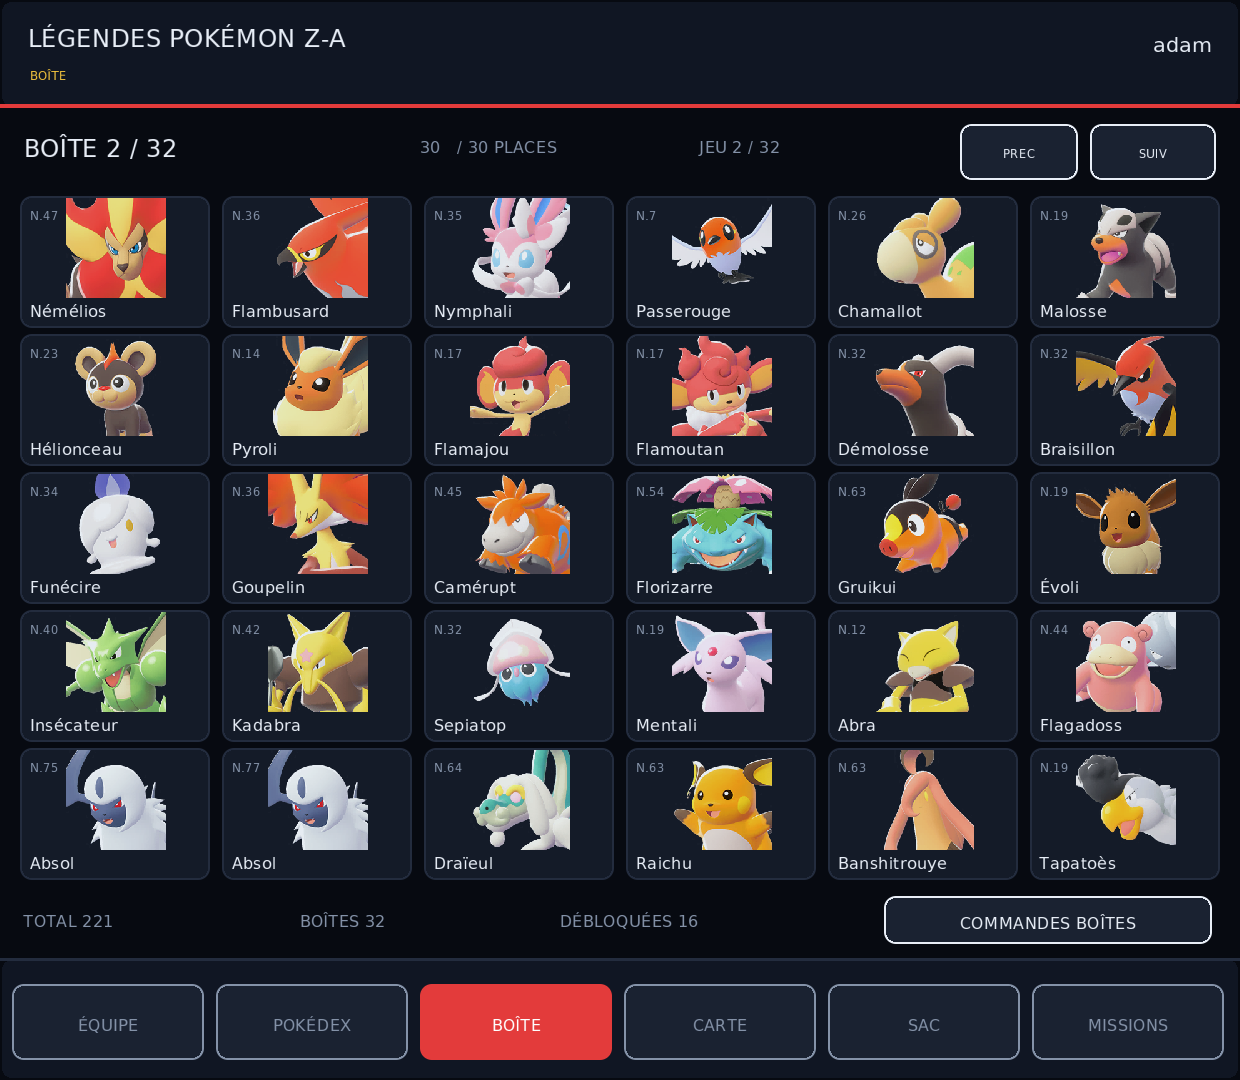 LÉGENDES POKÉMON Z-A
adam
BOÎTE
BOÎTE 2 / 32
30 / 30 PLACES
JEU 2 / 32
PREC
SUIV
N.47
N.36
N.35
N.7
N.26
N.19
Némélios
Flambusard
Nymphali
Passerouge
Chamallot
Malosse
N.23
N.14
N.17
N.17
N.32
N.32
Hélionceau
Pyroli
Flamajou
Flamoutan
Démolosse
Braisillon
N.34
N.36
N.45
N.54
N.63
N.19
Funécire
Goupelin
Camérupt
Florizarre
Gruikui
Évoli
N.40
N.42
N.32
N.19
N.12
N.44
Insécateur
Kadabra
Sepiatop
Mentali
Abra
Flagadoss
N.75
N.77
N.64
N.63
N.63
N.19
Absol
Absol
Draïeul
Raichu
Banshitrouye
Tapatoès
TOTAL 221
BOÎTES 32
DÉBLOQUÉES 16
COMMANDES BOÎTES
ÉQUIPE
POKÉDEX
BOÎTE
CARTE
SAC
MISSIONS